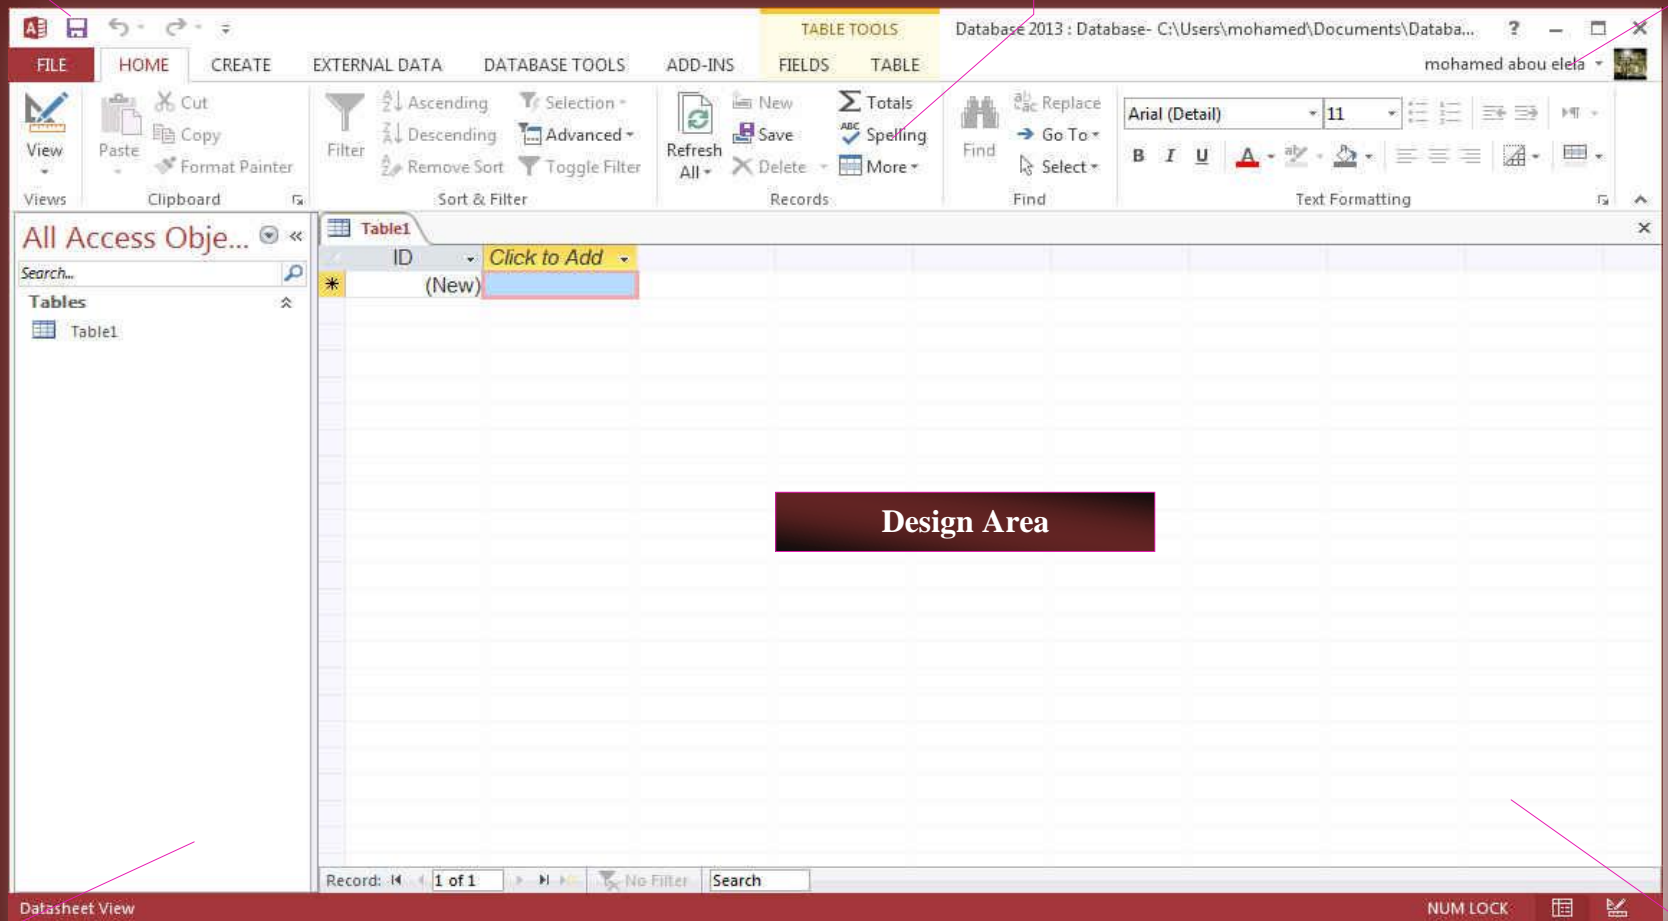 TABLE TOOLS
Database 2013 : Database- C:\Users\mohamed\Documents\Databa... ?
FILE HOME CREATE EXTERNAL DATA DATABASE TOOLS ADD-INS FIELDS TABLE mohamed abou elela
View
Views
Paste
Cut
Copy
Format Painter
Clipboard
Filter
Ascending
Descending
Remove Sort
Selection
Advanced
Toggle Filter
Sort & Filter
Refresh
All
New
Save
Delete
Totals
Spelling
More
Records
Find
Replace
Go To
Select
Find
Arial (Detail) 11
B I U A
Text Formatting
All Access Obje... «
Search...
Tables
Table1
Table1
ID Click to Add
(New)
Design Area
Record: 1 of 1 No Filter Search
Datasheet View NUM LOCK